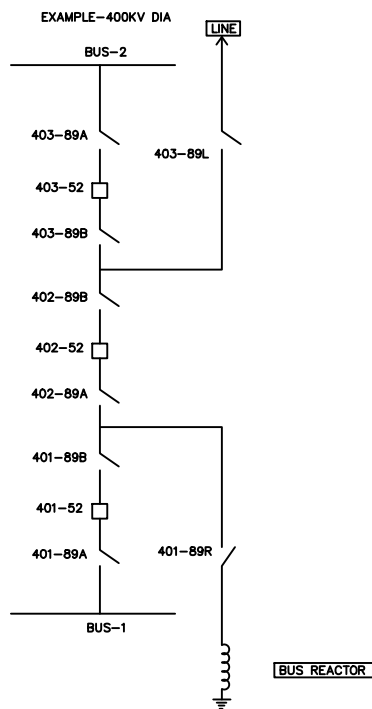 EXAMPLE-400KV DIA
LINE
BUS-2
403-89A
403-89L
403-52
403-89B
402-89B
402-52
402-89A
401-89B
401-52
401-89A
401-89R
BUS-1
BUS REACTOR